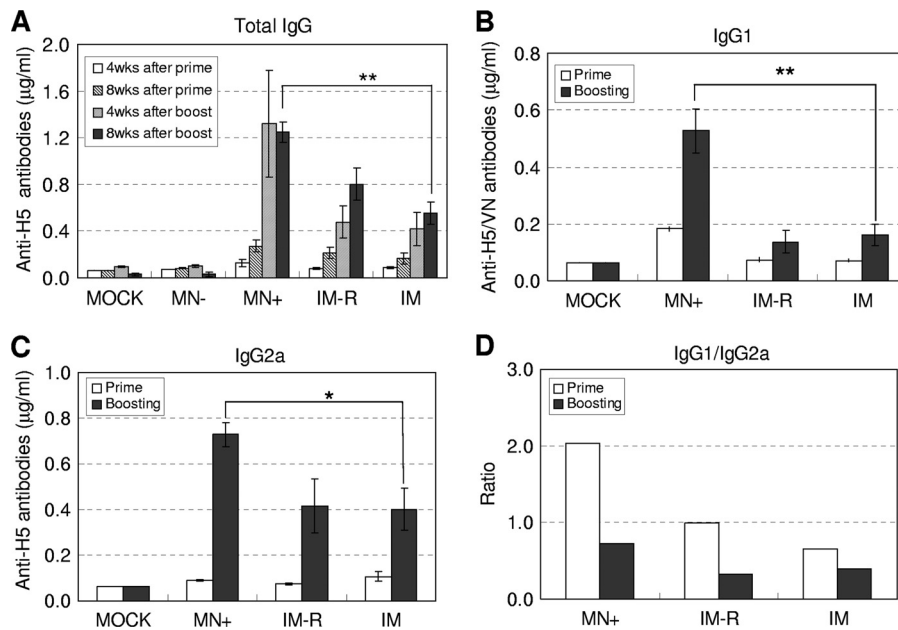 A
Total IgG
Anti-H5 antibodies (µg/ml)
2.0
1.6
1.2
0.8
0.4
0.0
4wks after prime
8wks after prime
4wks after boost
8wks after boost
**
MOCK MN- MN+ IM-R IM
B
IgG1
Anti-H5/VN antibodies (µg/ml)
0.8
0.6
0.4
0.2
0.0
Prime
Boosting
**
MOCK MN+ IM-R IM
C
IgG2a
Anti-H5 antibodies (µg/ml)
1.0
0.8
0.6
0.4
0.2
0.0
Prime
Boosting
*
MOCK MN+ IM-R IM
D
IgG1/IgG2a
Ratio
3.0
2.0
1.0
0.0
Prime
Boosting
MN+ IM-R IM